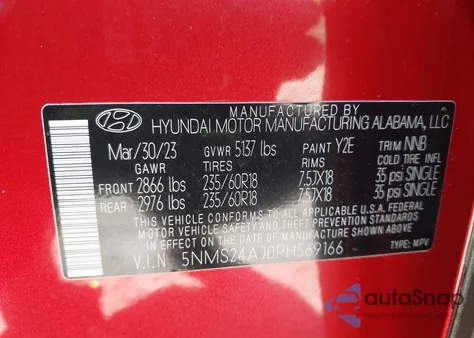 MANUFACTURED BY
HYUNDAI MOTOR MANUFACTURING ALABAMA, LLC
Mar/30/23 GVWR 5137 lbs PAINT Y2E TRIM NNB
GAWR TIRES RIMS COLD TIRE INFL
FRONT 2866 lbs 235/60R18 7.5JX18 35 psi SINGLE
REAR 2976 lbs 235/60R18 7.5JX18 35 psi SINGLE
THIS VEHICLE CONFORMS TO ALL APPLICABLE U.S.A. FEDERAL
MOTOR VEHICLE SAFETY AND THEFT PREVENTION STANDARDS
IN EFFECT ON THE DATE OF MANUFACTURE SHOWN ABOVE
V.I.N 5NMS24AJ0PH569166 TYPE: MPV
autoSnap